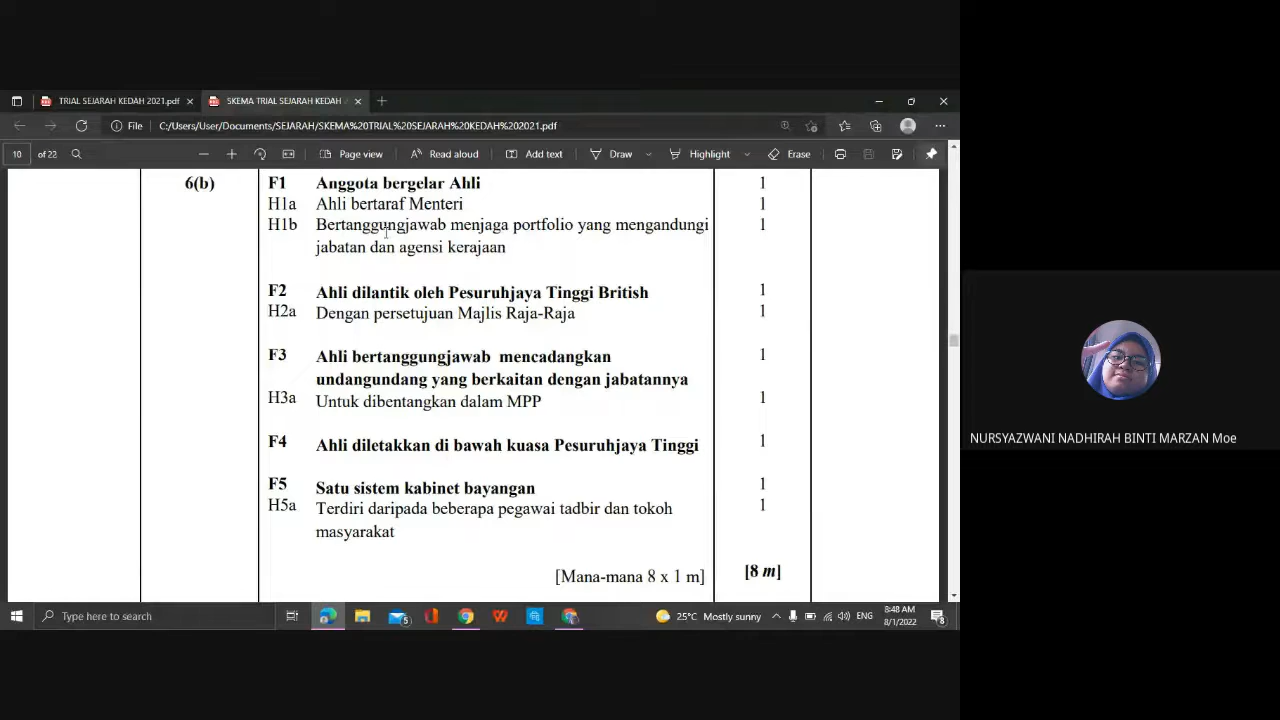 TRIAL SEJARAH KEDAH 2021.pdf
SKEMA TRIAL SEJARAH KEDAH
File C:/Users/User/Documents/SEJARAH/SKEMA%20TRIAL%20SEJARAH%20KEDAH%202021.pdf
10 of 22 Page view Read aloud Add text Draw Highlight Erase
6(b) F1 Anggota bergelar Ahli 1
H1a Ahli bertaraf Menteri 1
H1b Bertanggungjawab menjaga portfolio yang mengandungi 1
jabatan dan agensi kerajaan
F2 Ahli dilantik oleh Pesuruhjaya Tinggi British 1
H2a Dengan persetujuan Majlis Raja-Raja 1
F3 Ahli bertanggungjawab mencadangkan 1
undangundang yang berkaitan dengan jabatannya
H3a Untuk dibentangkan dalam MPP 1
F4 Ahli diletakkan di bawah kuasa Pesuruhjaya Tinggi 1
F5 Satu sistem kabinet bayangan 1
H5a Terdiri daripada beberapa pegawai tadbir dan tokoh 1
masyarakat
[Mana-mana 8 x 1 m] [8 m]
NURSYAZWANI NADHIRAH BINTI MARZAN Moe
Type here to search
5
25°C Mostly sunny
ENG
8:48 AM
8/1/2022
8